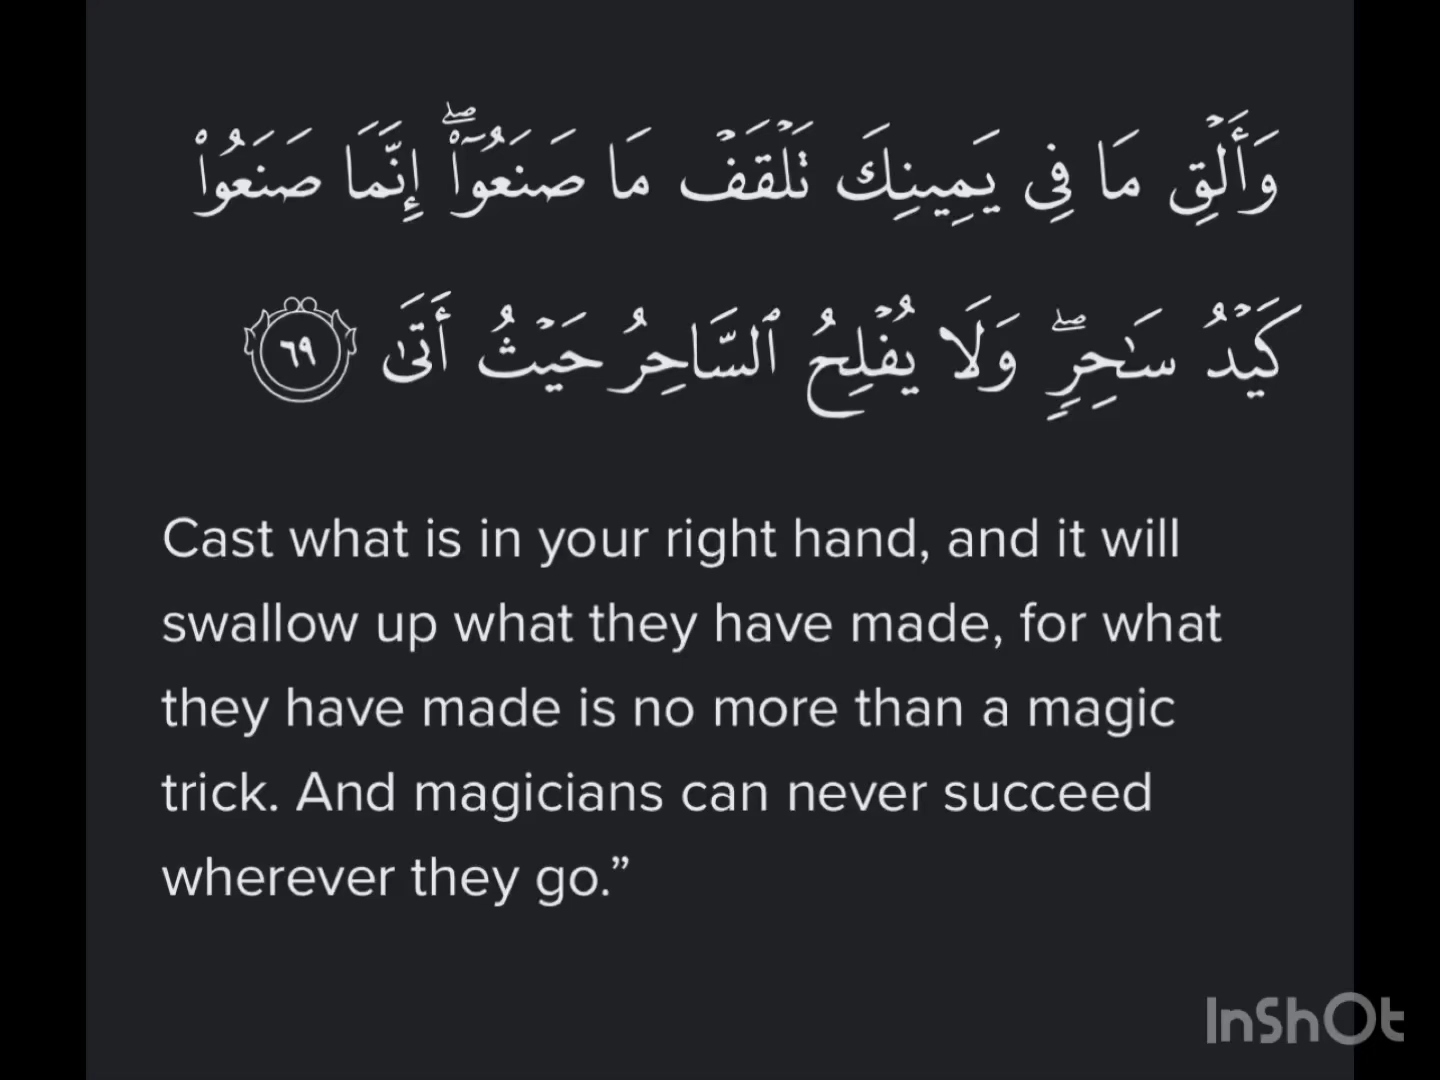 وَأَلۡقِ مَا فِي يَمِينِكَ تَلۡقَفۡ مَا صَنَعُوٓاْۖ إِنَّمَا صَنَعُواْ
كَيۡدُ سَٰحِرٖۖ وَلَا يُفۡلِحُ ٱلسَّاحِرُ حَيۡثُ أَتَىٰ ٦٩
Cast what is in your right hand, and it will
swallow up what they have made, for what
they have made is no more than a magic
trick. And magicians can never succeed
wherever they go.”
InShOt